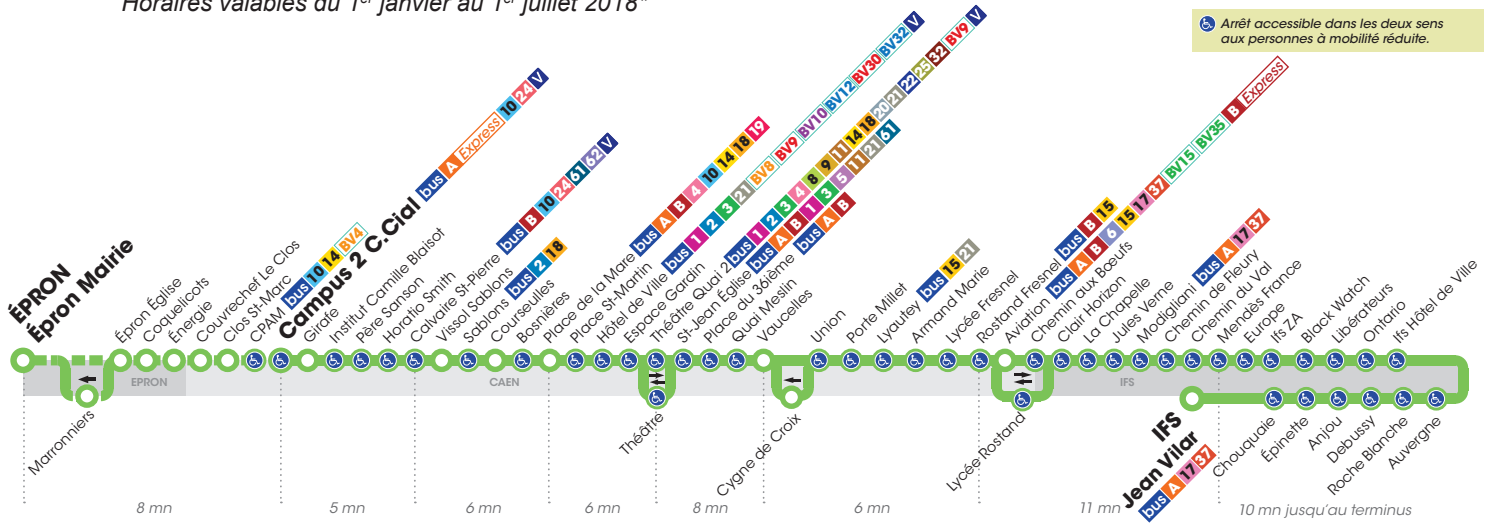 Horaires valables du 1er janvier au 1er juillet 2018*
Arrêt accessible dans les deux sens
aux personnes à mobilité réduite.
ÉPRON
Épron Mairie
Marronniers
Épron Église
Coquelicots
Énergie
Couvrechef Le Clos
Clos St-Marc
CPAM bus 10 14 BV4
Campus 2 C.Cial bus A Express 10 24 V
Girafe
Institut Camille Blaisot
Père Sanson
Horatio Smith
Calvaire St-Pierre bus B 10 24 61 62 V
Vissol Sablons
Sablons bus 2 18
Courseulles
Bosnières
Place de la Mare bus A B 4 10 14 18 19
Place St-Martin
Hôtel de Ville bus 1 2 3 21 BV8 BV9 BV10 BV12 BV30 BV32 V
Espace Gardin
Théâtre Quai 2 bus 1 2 3 4 8 9 11 14 18 20 21 22 25 32 BV9 V
Théâtre
St-Jean Église bus A B 1 3 5 11 21 61
Place du 36ième bus A B
Quai Meslin
Vaucelles
Cygne de Croix
Union
Porte Millet
Lyautey bus 15 21
Armand Marie
Lycée Fresnel
Rostand Fresnel bus B 15
Aviation bus A B 6 15 17 37 BV15 BV35 B Express
Lycée Rostand
Chemin aux Bœufs
Clair Horizon
La Chapelle
Jules Verne
Modigliani bus A 17 37
Chemin de Fleury
Chemin du Val
Mendès France
Europe
Ifs ZA
Black Watch
Libérateurs
Ontario
Ifs Hôtel de Ville
EPRON
CAEN
IFS
IFS
Jean Vilar
bus A 17 37
Chouquaie
Épinette
Anjou
Debussy
Roche Blanche
Auvergne
8 mn
5 mn
6 mn
6 mn
8 mn
6 mn
11 mn
10 mn jusqu'au terminus